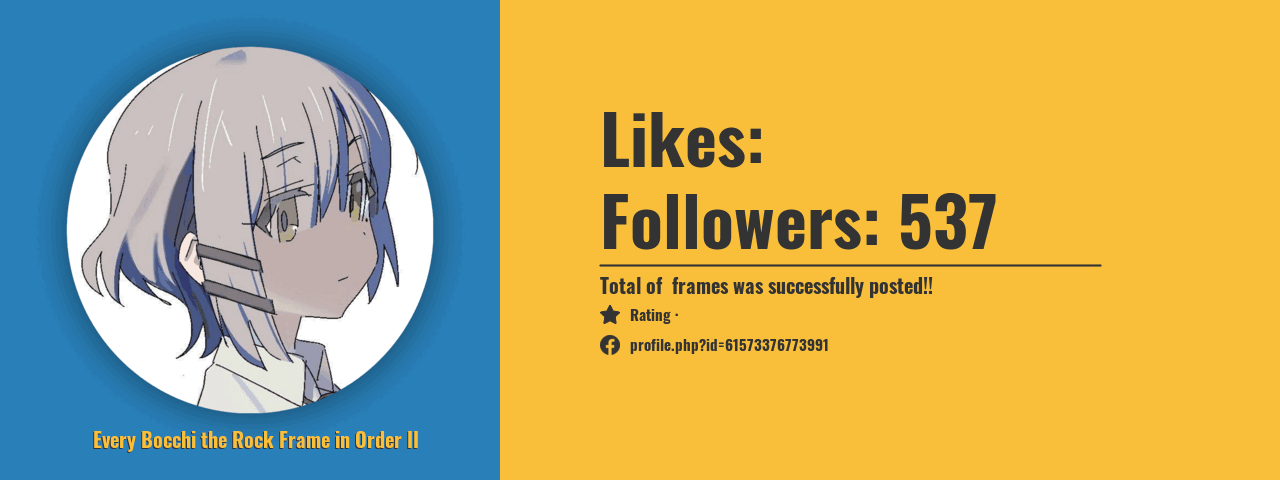 Likes:
Followers: 537
Total of frames was successfully posted!!
Rating ·
profile.php?id=61573376773991
Every Bocchi the Rock Frame in Order II